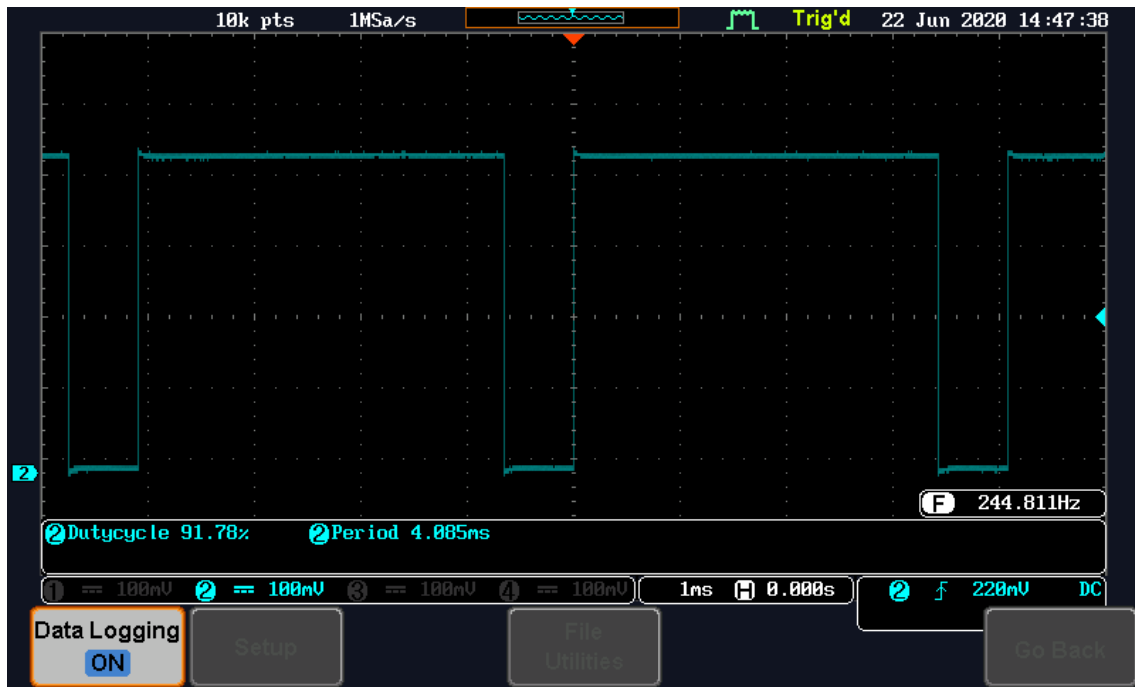 10k pts 1MSa/s Trig'd 22 Jun 2020 14:47:38
2
F 244.811Hz
2 Dutycycle 91.78% 2 Period 4.085ms
1 100mV 2 100mV 3 100mV 4 100mV 1ms H 0.000s 2 220mV DC
Data Logging
ON
Setup
File
Utilities
Go Back